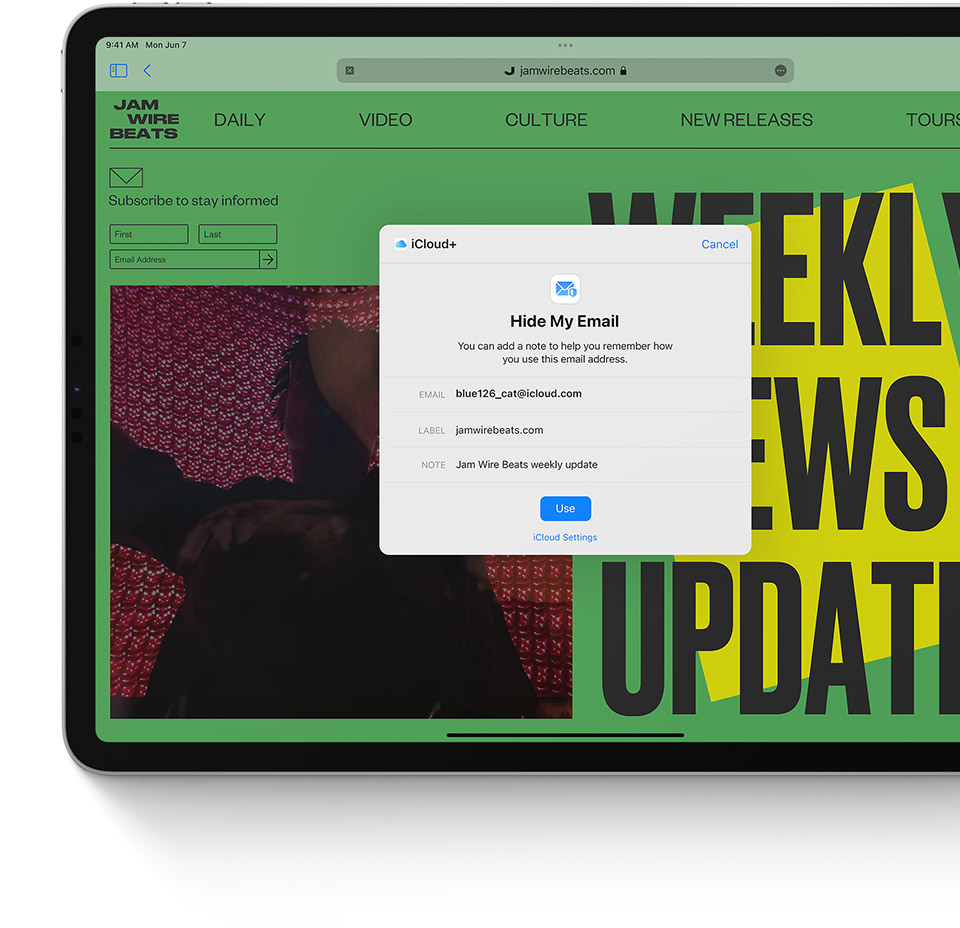 9:41 AM Mon Jun 7
jamwirebeats.com
JAM
WIRE
BEATS
DAILY
VIDEO
CULTURE
NEW RELEASES
TOURS
Subscribe to stay informed
First
Last
Email Address
WEEKLY
NEWS
UPDATE
iCloud+
Cancel
Hide My Email
You can add a note to help you remember how
you use this email address.
EMAIL blue126_cat@icloud.com
LABEL jamwirebeats.com
NOTE Jam Wire Beats weekly update
Use
iCloud Settings